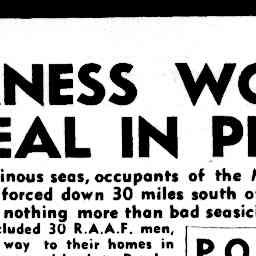 NESS WO
EAL IN P
inous seas, occupants of the
forced down 30 miles south o
nothing more than bad seasic
cluded 30 R.A.A.F. men,
way to their homes in
P O